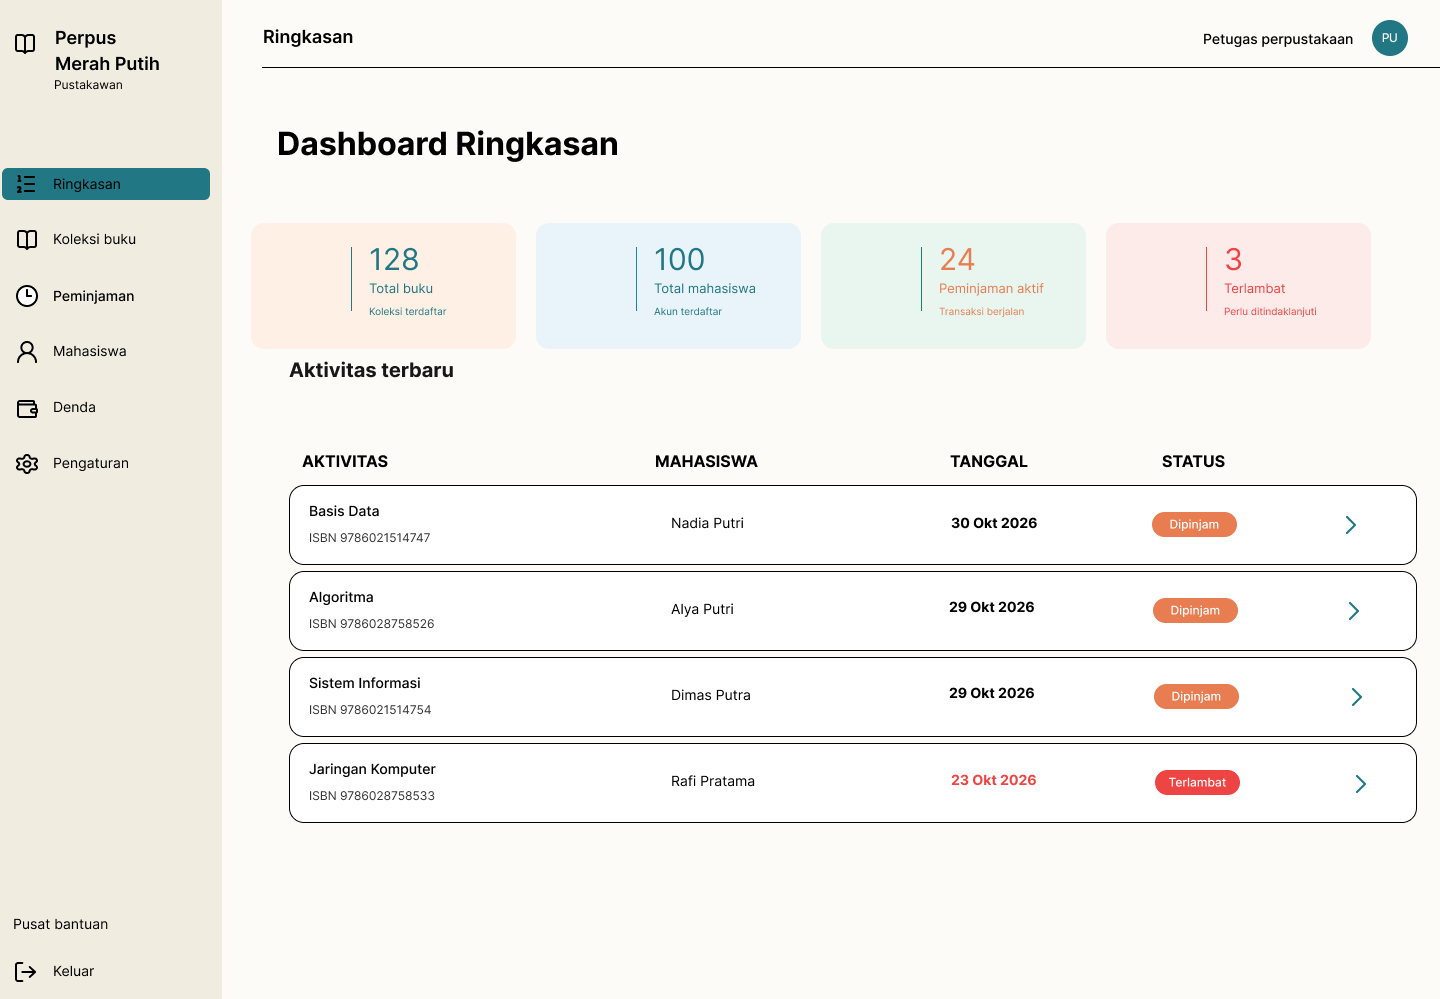 Perpus
Merah Putih
Pustakawan
Ringkasan
Koleksi buku
Peminjaman
Mahasiswa
Denda
Pengaturan
Pusat bantuan
Keluar
Ringkasan
Petugas perpustakaan
PU
Dashboard Ringkasan
128
Total buku
Koleksi terdaftar
100
Total mahasiswa
Akun terdaftar
24
Peminjaman aktif
Transaksi berjalan
3
Terlambat
Perlu ditindaklanjuti
Aktivitas terbaru
AKTIVITAS MAHASISWA TANGGAL STATUS
Basis Data
ISBN 9786021514747
Nadia Putri
30 Okt 2026
Dipinjam
Algoritma
ISBN 9786028758526
Alya Putri
29 Okt 2026
Dipinjam
Sistem Informasi
ISBN 9786021514754
Dimas Putra
29 Okt 2026
Dipinjam
Jaringan Komputer
ISBN 9786028758533
Rafi Pratama
23 Okt 2026
Terlambat